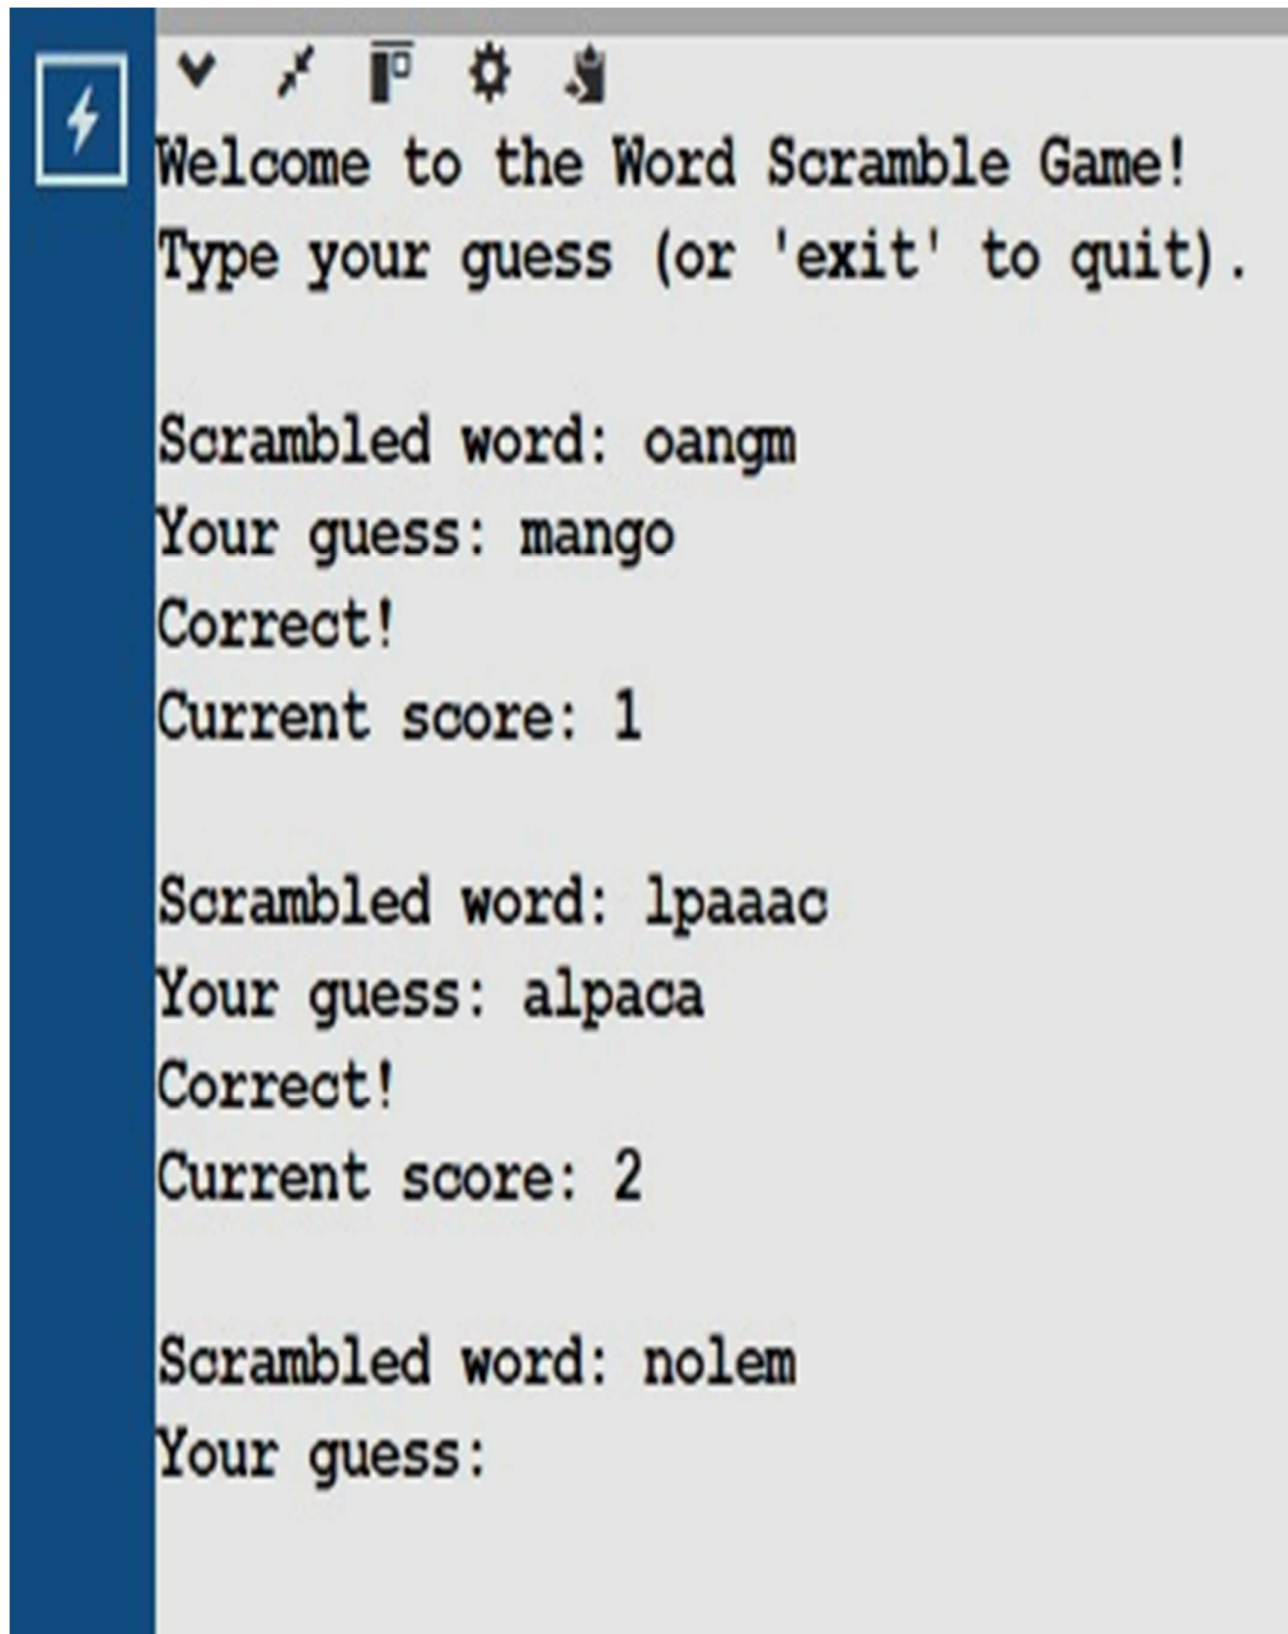 Welcome to the Word Scramble Game!
Type your guess (or 'exit' to quit).
Scrambled word: oangm
Your guess: mango
Correct!
Current score: 1
Scrambled word: lpaaac
Your guess: alpaca
Correct!
Current score: 2
Scrambled word: nolem
Your guess: